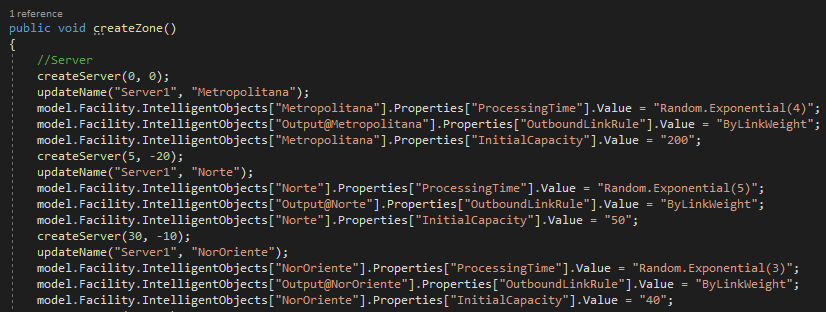 1 reference
public void createZone()
{
//Server
createServer(0, 0);
updateName("Server1", "Metropolitana");
model.Facility.IntelligentObjects["Metropolitana"].Properties["ProcessingTime"].Value = "Random.Exponential(4)";
model.Facility.IntelligentObjects["Output@Metropolitana"].Properties["OutboundLinkRule"].Value = "ByLinkWeight";
model.Facility.IntelligentObjects["Metropolitana"].Properties["InitialCapacity"].Value = "200";
createServer(5, -20);
updateName("Server1", "Norte");
model.Facility.IntelligentObjects["Norte"].Properties["ProcessingTime"].Value = "Random.Exponential(5)";
model.Facility.IntelligentObjects["Output@Norte"].Properties["OutboundLinkRule"].Value = "ByLinkWeight";
model.Facility.IntelligentObjects["Norte"].Properties["InitialCapacity"].Value = "50";
createServer(30, -10);
updateName("Server1", "NorOriente");
model.Facility.IntelligentObjects["NorOriente"].Properties["ProcessingTime"].Value = "Random.Exponential(3)";
model.Facility.IntelligentObjects["Output@NorOriente"].Properties["OutboundLinkRule"].Value = "ByLinkWeight";
model.Facility.IntelligentObjects["NorOriente"].Properties["InitialCapacity"].Value = "40";